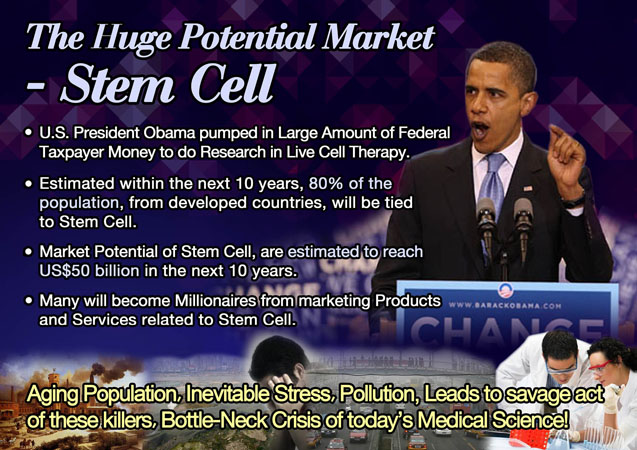 The Huge Potential Market
- Stem Cell
• U.S. President Obama pumped in Large Amount of Federal
Taxpayer Money to do Research in Live Cell Therapy.
• Estimated within the next 10 years, 80% of the
population, from developed countries, will be tied
to Stem Cell.
• Market Potential of Stem Cell, are estimated to reach
US$50 billion in the next 10 years.
• Many will become Millionaires from marketing Products
and Services related to Stem Cell.
WWW.BARACKOBAMA.COM
CHANGE
Aging Population, Inevitable Stress, Pollution, Leads to savage act
of these killers, Bottle-Neck Crisis of today's Medical Science!